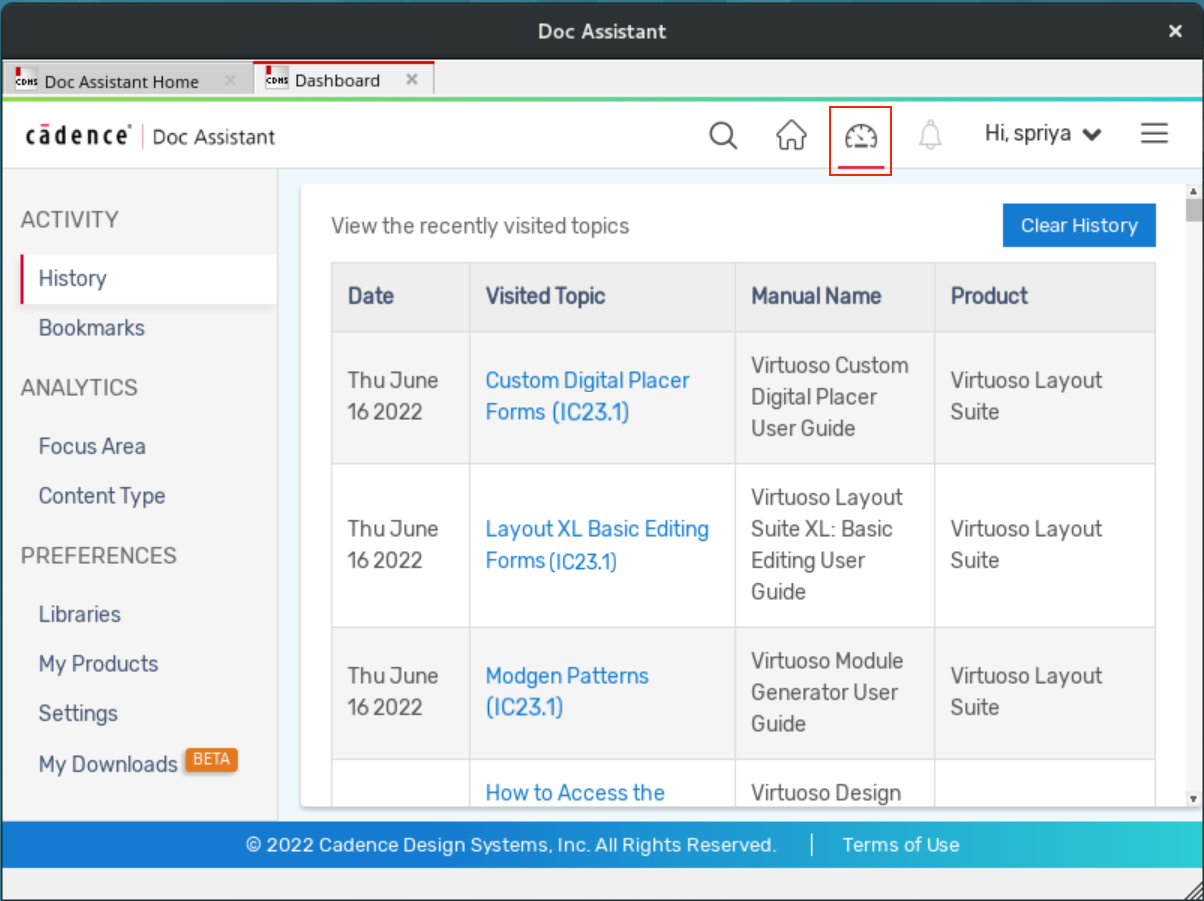 Doc Assistant
CDMS Doc Assistant Home
CDMS Dashboard
cādence® | Doc Assistant
Hi, spriya
ACTIVITY
History
Bookmarks
ANALYTICS
Focus Area
Content Type
PREFERENCES
Libraries
My Products
Settings
My Downloads BETA
View the recently visited topics
Clear History
Date Visited Topic Manual Name Product
Thu June
16 2022
Custom Digital Placer
Forms (IC23.1)
Virtuoso Custom
Digital Placer
User Guide
Virtuoso Layout
Suite
Thu June
16 2022
Layout XL Basic Editing
Forms (IC23.1)
Virtuoso Layout
Suite XL: Basic
Editing User
Guide
Virtuoso Layout
Suite
Thu June
16 2022
Modgen Patterns
(IC23.1)
Virtuoso Module
Generator User
Guide
Virtuoso Layout
Suite
How to Access the
Virtuoso Design
© 2022 Cadence Design Systems, Inc. All Rights Reserved. | Terms of Use